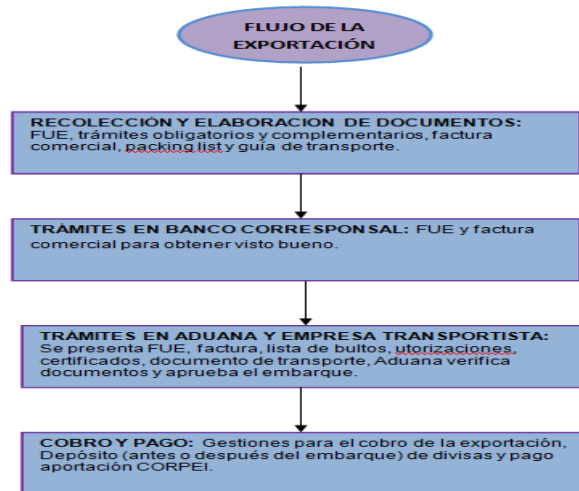 FLUJO DE LA
EXPORTACIÓN
RECOLECCIÓN Y ELABORACION DE DOCUMENTOS:
FUE, trámites obligatorios y complementarios, factura
comercial, packing list y guía de transporte.
TRÁMITES EN BANCO CORRESPONSAL: FUE y factura
comercial para obtener visto bueno.
TRÁMITES EN ADUANA Y EMPRESA TRANSPORTISTA:
Se presenta FUE, factura, lista de bultos, utorizaciones,
certificados, documento de transporte, Aduana verifica
documentos y aprueba el embarque.
COBRO Y PAGO: Gestiones para el cobro de la exportación,
Depósito (antes o después del embarque) de divisas y pago
aportación CORPEI.